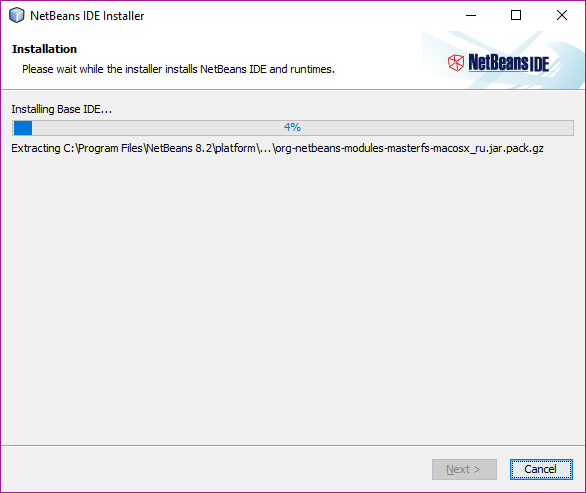 NetBeans IDE Installer
Installation
Please wait while the installer installs NetBeans IDE and runtimes.
NetBeans IDE
Installing Base IDE...
4%
Extracting C:\Program Files\NetBeans 8.2\platform\...\org-netbeans-modules-masterfs-macosx_ru.jar.pack.gz
Next >
Cancel